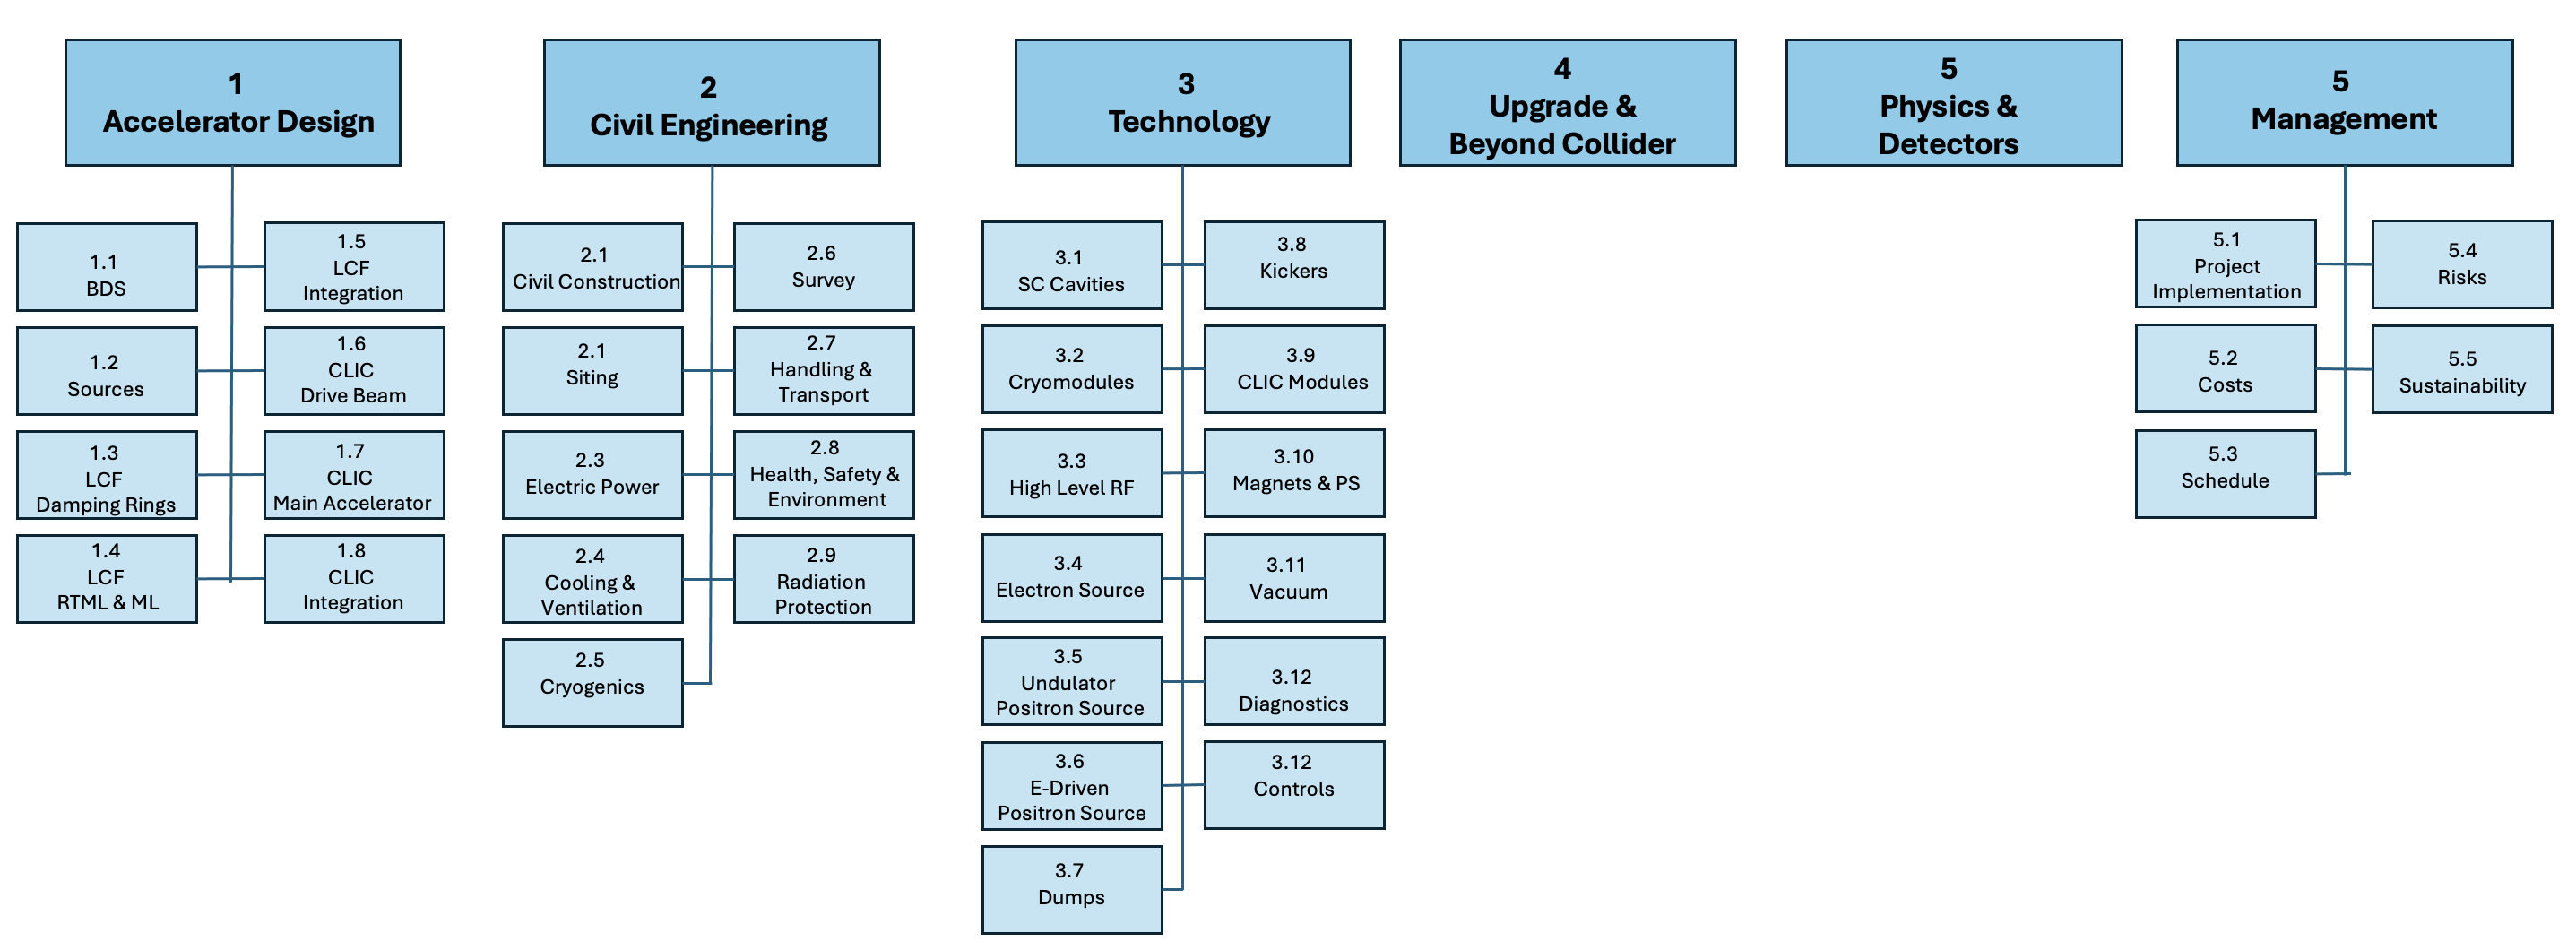 1
Accelerator Design
2
Civil Engineering
3
Technology
4
Upgrade &
Beyond Collider
5
Physics &
Detectors
5
Management
1.1
BDS
1.5
LCF
Integration
1.2
Sources
1.6
CLIC
Drive Beam
1.3
LCF
Damping Rings
1.7
CLIC
Main Accelerator
1.4
LCF
RTML & ML
1.8
CLIC
Integration
2.1
Civil Construction
2.6
Survey
2.1
Siting
2.7
Handling &
Transport
2.3
Electric Power
2.8
Health, Safety &
Environment
2.4
Cooling &
Ventilation
2.9
Radiation
Protection
2.5
Cryogenics
3.1
SC Cavities
3.8
Kickers
3.2
Cryomodules
3.9
CLIC Modules
3.3
High Level RF
3.10
Magnets & PS
3.4
Electron Source
3.11
Vacuum
3.5
Undulator
Positron Source
3.12
Diagnostics
3.6
E-Driven
Positron Source
3.12
Controls
3.7
Dumps
5.1
Project
Implementation
5.4
Risks
5.2
Costs
5.5
Sustainability
5.3
Schedule